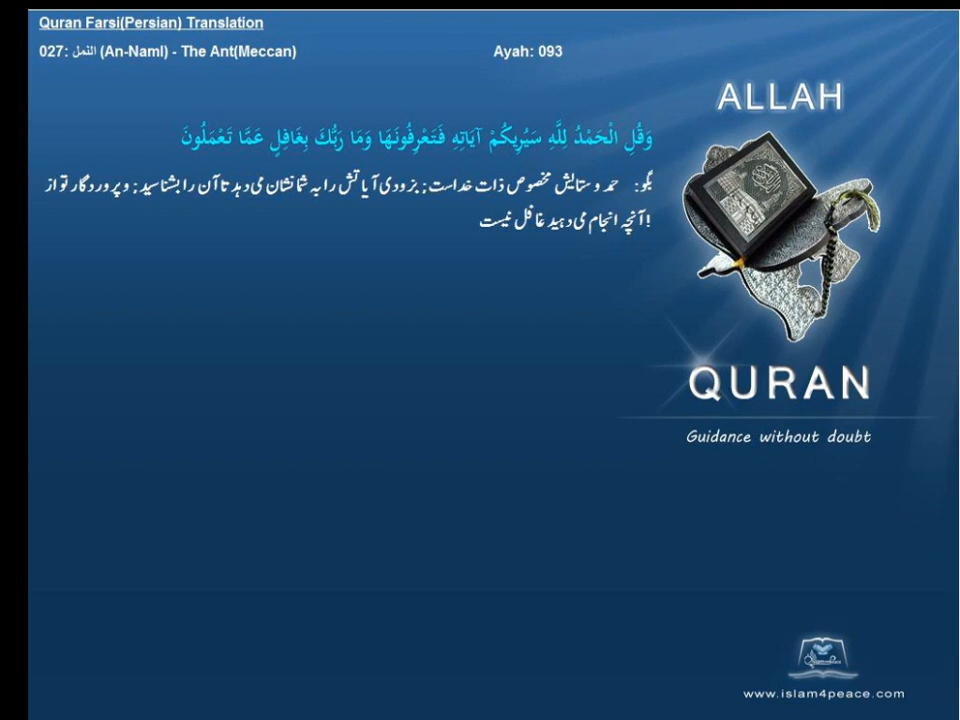 Quran Farsi(Persian) Translation
027: النمل (An-Naml) - The Ant(Meccan) Ayah: 093
ALLAH
وَقُلِ الْحَمْدُ لِلَّهِ سَيُرِيكُمْ آيَاتِهِ فَتَعْرِفُونَهَا وَمَا رَبُّكَ بِغَافِلٍ عَمَّا تَعْمَلُونَ
بگو: حمد و ستایش مخصوص ذات خداست; بزودی آیاتش را به شما نشان می‌دهد تا آن را بشناسید; و پروردگار تو از
آنچه انجام می‌دهید غافل نیست!
QURAN
Guidance without doubt
www.islam4peace.com